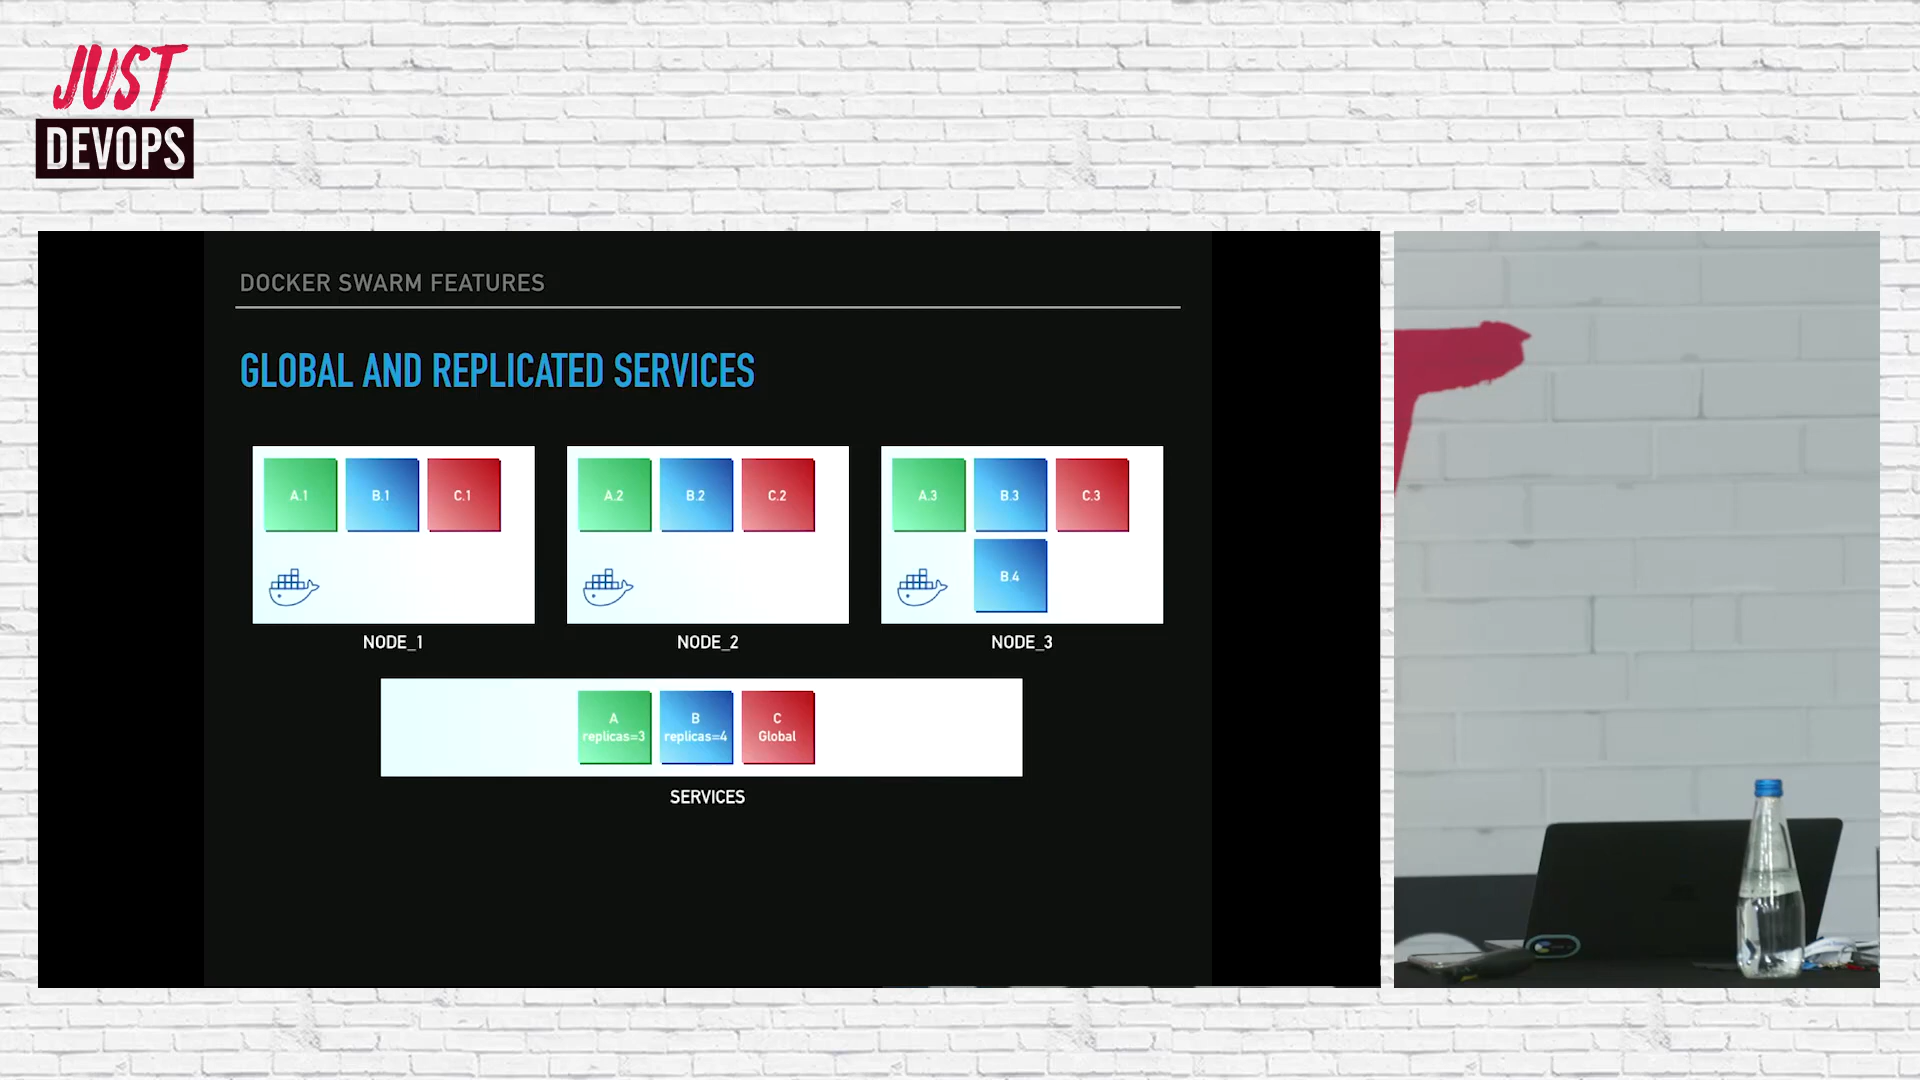 JUST
DEVOPS
DOCKER SWARM FEATURES
GLOBAL AND REPLICATED SERVICES
A.1 B.1 C.1
A.2 B.2 C.2
A.3 B.3 C.3
B.4
NODE_1
NODE_2
NODE_3
A
replicas=3
B
replicas=4
C
Global
SERVICES